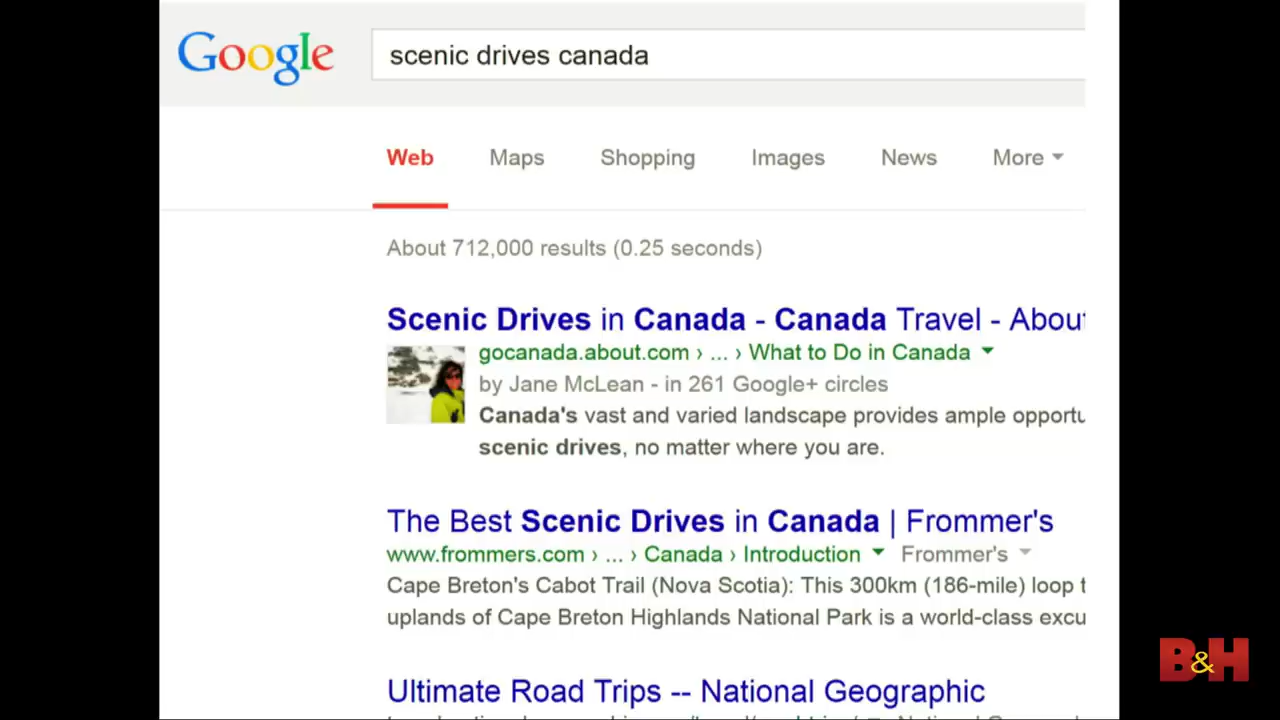 Google
scenic drives canada
Web Maps Shopping Images News More
About 712,000 results (0.25 seconds)
Scenic Drives in Canada - Canada Travel - About
gocanada.about.com › ... › What to Do in Canada
by Jane McLean - in 261 Google+ circles
Canada's vast and varied landscape provides ample opportu
scenic drives, no matter where you are.
The Best Scenic Drives in Canada | Frommer's
www.frommers.com › ... › Canada › Introduction Frommer's
Cape Breton's Cabot Trail (Nova Scotia): This 300km (186-mile) loop t
uplands of Cape Breton Highlands National Park is a world-class excu
B&H
Ultimate Road Trips -- National Geographic